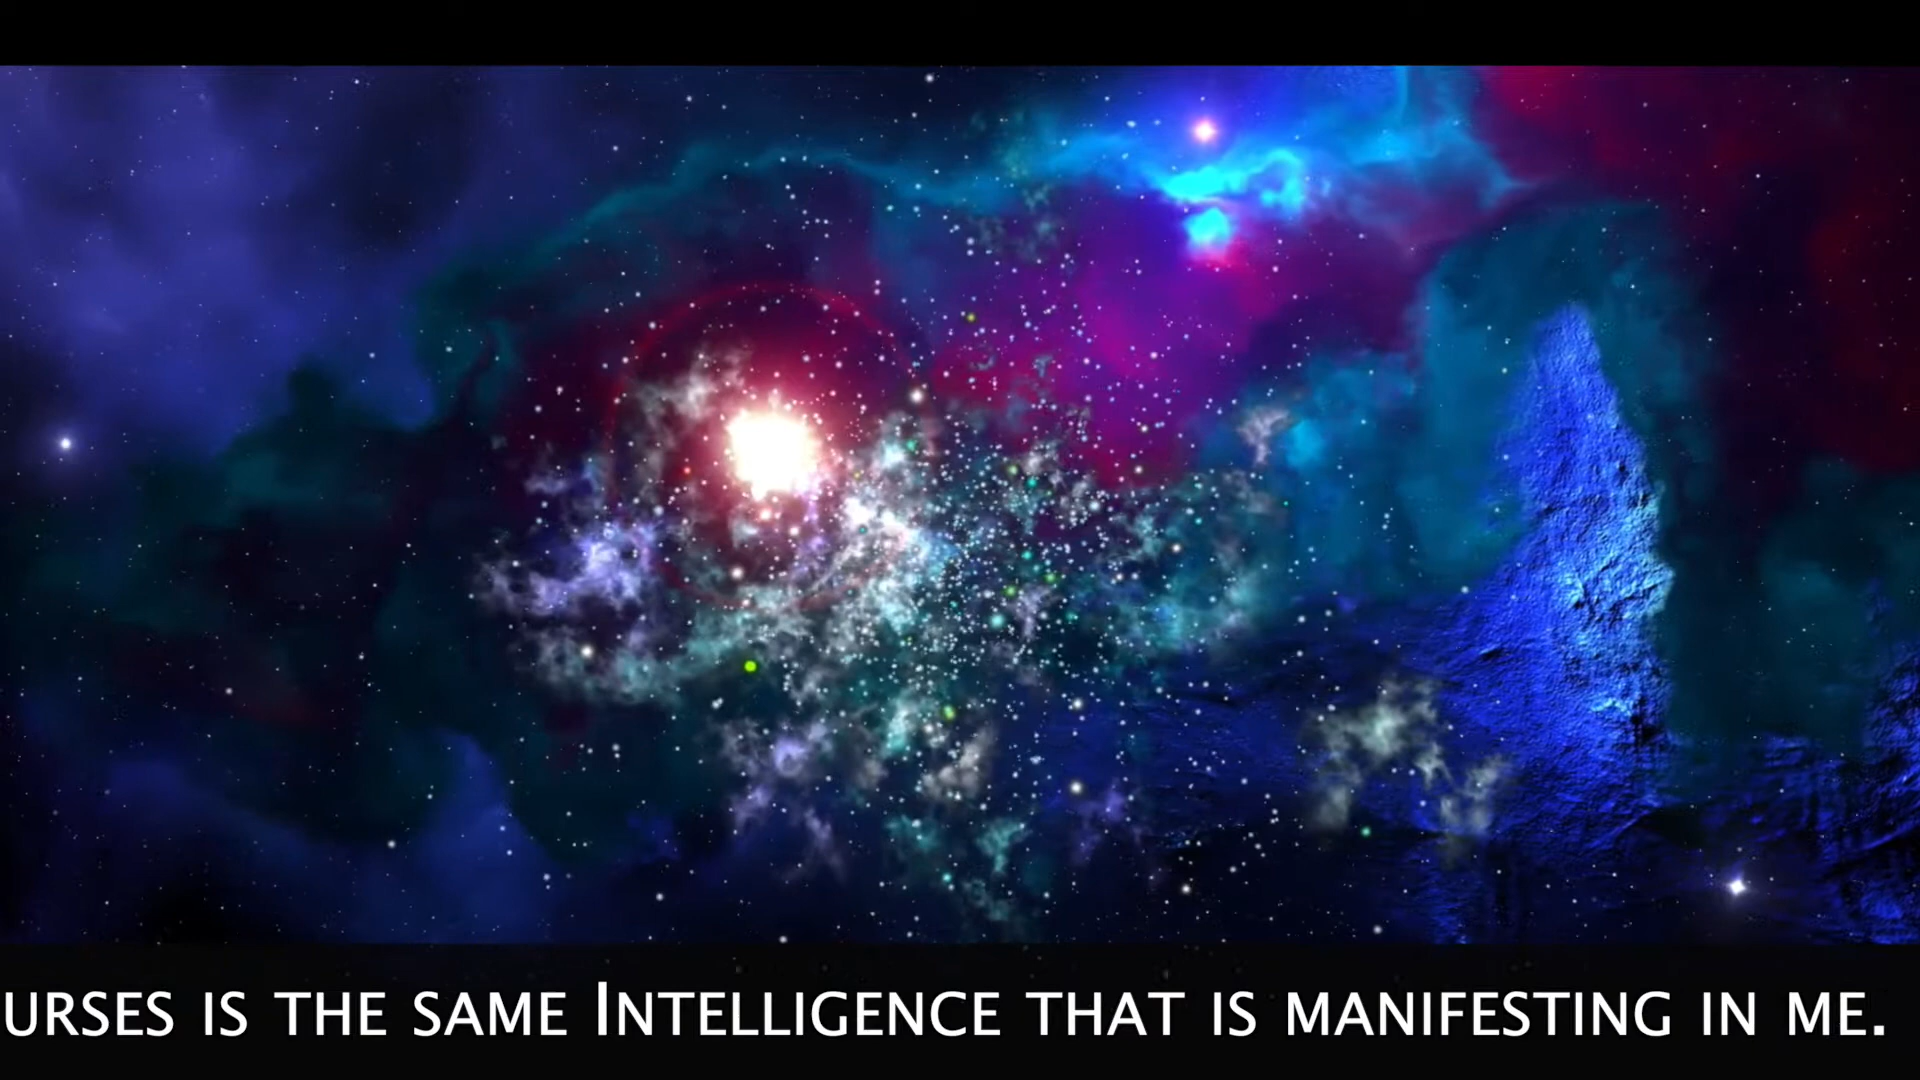 URSES IS THE SAME INTELLIGENCE THAT IS MANIFESTING IN ME.